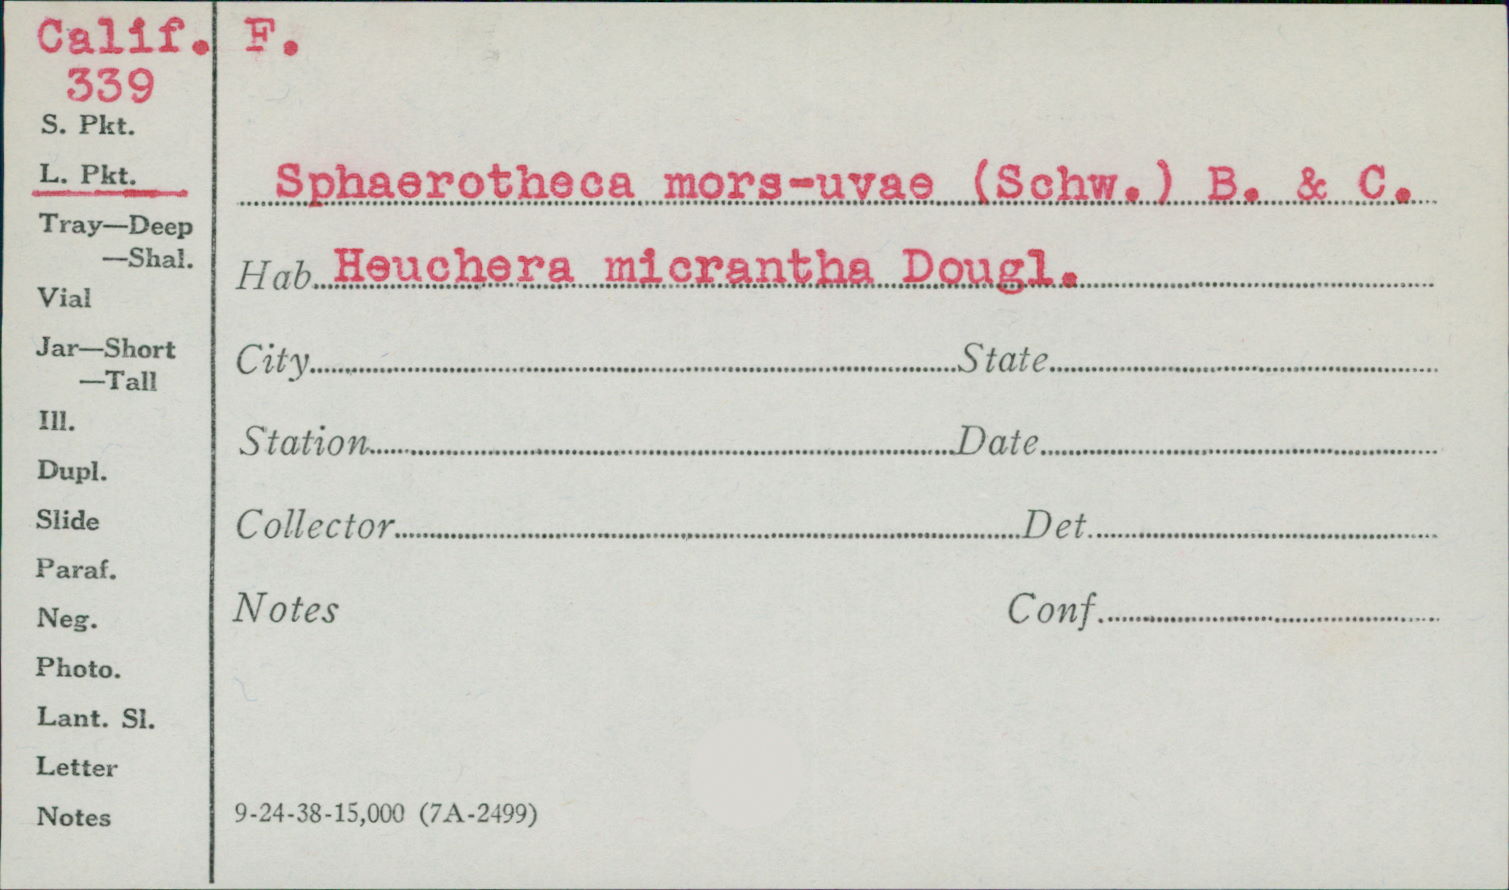 Calif. F.
339
S. Pkt.
L. Pkt.
Sphaerotheca mors-uvae (Schw.) B. & C.
Tray—Deep
—Shal.
Hab. Heuchera micrantha Dougl.
Vial
Jar—Short
—Tall
City State
Ill.
Station Date
Dupl.
Slide
Collector Det.
Paraf.
Neg.
Notes Conf.
Photo.
Lant. Sl.
Letter
Notes
9-24-38-15,000 (7A-2499)